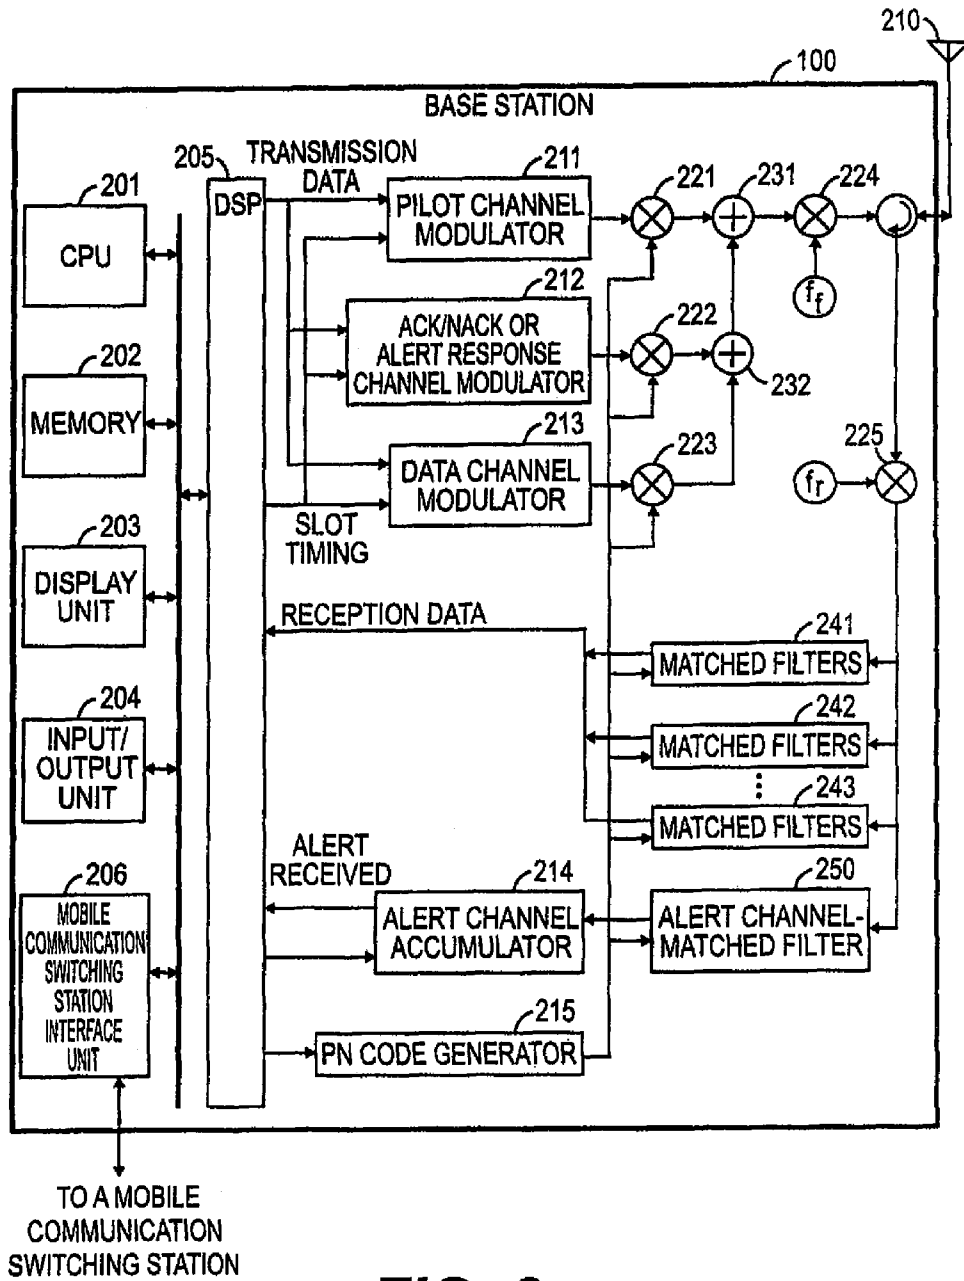 210
100
BASE STATION
205
TRANSMISSION
DATA
211
221
231
224
201
DSP
PILOT CHANNEL
MODULATOR
CPU
212
222
f_f
ACK/NACK OR
ALERT RESPONSE
CHANNEL MODULATOR
202
232
MEMORY
213
223
225
DATA CHANNEL
MODULATOR
f_r
203
SLOT
TIMING
DISPLAY
UNIT
RECEPTION DATA
241
MATCHED FILTERS
204
242
INPUT/
OUTPUT
UNIT
MATCHED FILTERS
243
MATCHED FILTERS
ALERT
RECEIVED
206
214
250
MOBILE
COMMUNICATION
SWITCHING
STATION
INTERFACE
UNIT
ALERT CHANNEL
ACCUMULATOR
ALERT CHANNEL-
MATCHED FILTER
215
PN CODE GENERATOR
TO A MOBILE
COMMUNICATION
SWITCHING STATION